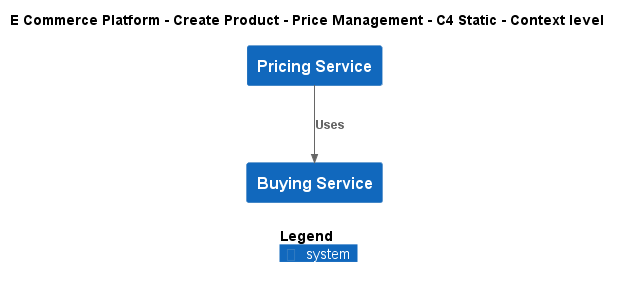 E Commerce Platform - Create Product - Price Management - C4 Static - Context level
Pricing Service
Uses
Buying Service
Legend
system